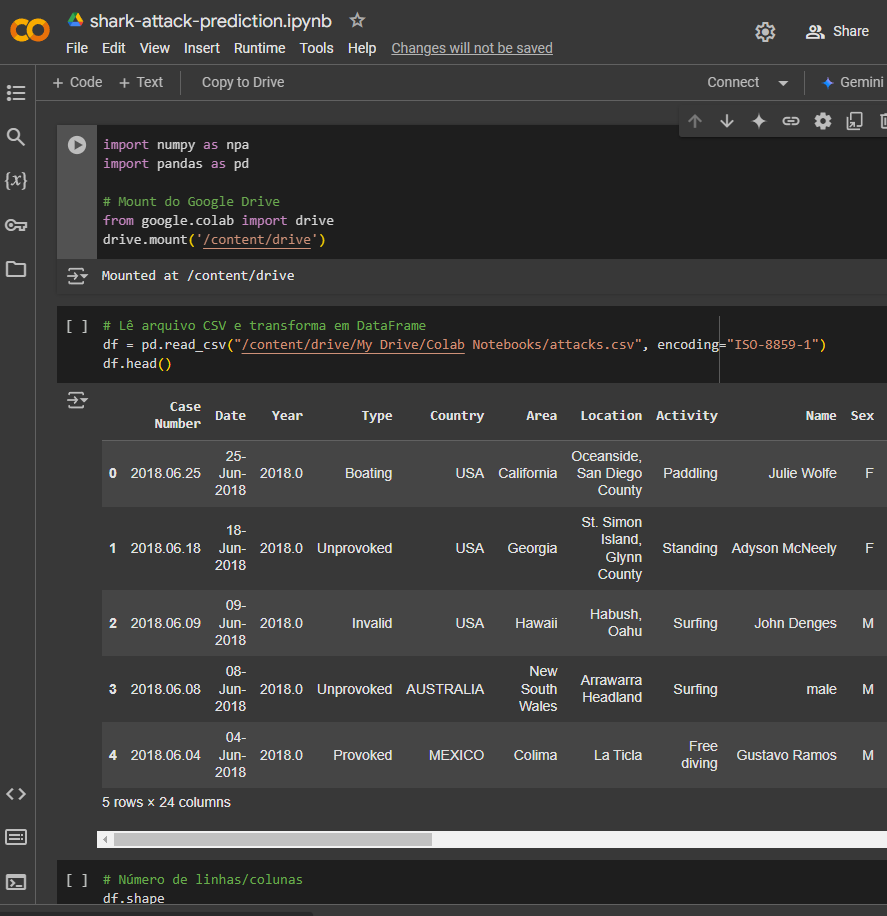 shark-attack-prediction.ipynb
File Edit View Insert Runtime Tools Help Changes will not be saved
Share
+ Code + Text Copy to Drive
Connect
Gemini
import numpy as npa
import pandas as pd
# Mount do Google Drive
from google.colab import drive
drive.mount('/content/drive')
Mounted at /content/drive
[ ] # Lê arquivo CSV e transforma em DataFrame
df = pd.read_csv("/content/drive/My Drive/Colab Notebooks/attacks.csv", encoding="ISO-8859-1")
df.head()
Case Number Date Year Type Country Area Location Activity Name Sex
0 2018.06.25 25-Jun-2018 2018.0 Boating USA California Oceanside, San Diego County Paddling Julie Wolfe F
1 2018.06.18 18-Jun-2018 2018.0 Unprovoked USA Georgia St. Simon Island, Glynn County Standing Adyson McNeely F
2 2018.06.09 09-Jun-2018 2018.0 Invalid USA Hawaii Habush, Oahu Surfing John Denges M
3 2018.06.08 08-Jun-2018 2018.0 Unprovoked AUSTRALIA New South Wales Arrawarra Headland Surfing male M
4 2018.06.04 04-Jun-2018 2018.0 Provoked MEXICO Colima La Ticla Free diving Gustavo Ramos M
5 rows × 24 columns
[ ] # Número de linhas/colunas
df.shape